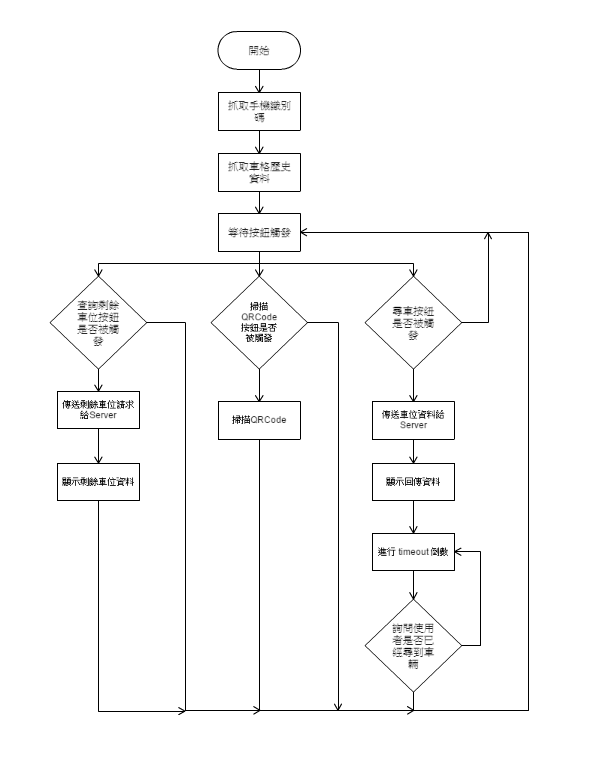 開始
抓取手機識別
碼
抓取車格歷史
資料
等待按鈕觸發
查詢剩餘
車位按鈕
是否被觸
發
掃描
QRCode
按鈕是否
被觸發
尋車按鈕
是否被觸
發
傳送剩餘車位請求
給Server
掃描QRCode
傳送車位資料給
Server
顯示剩餘車位資料
顯示回傳資料
進行 timeout 倒數
詢問使用
者是否已
經尋到車
輛